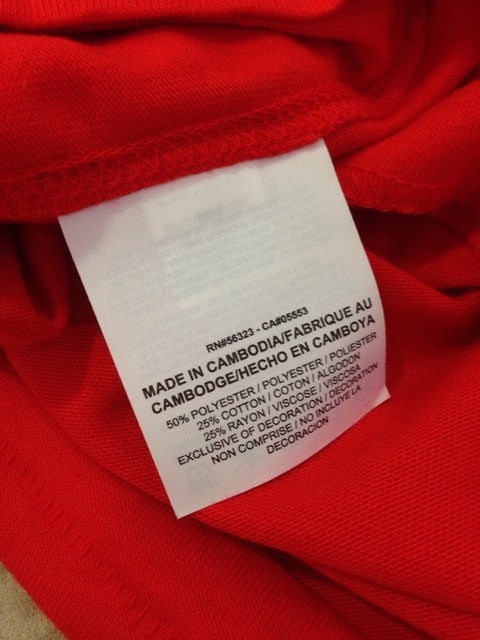 RN#56323 - CA#05553
MADE IN CAMBODIA/FABRIQUE AU
CAMBODGE/HECHO EN CAMBOYA
50% POLYESTER / POLYESTER / POLIESTER
25% COTTON / COTON / ALGODON
25% RAYON / VISCOSE / VISCOSA
EXCLUSIVE OF DECORATION / DECORATION
NON COMPRISE / NO INCLUYE LA
DECORACION